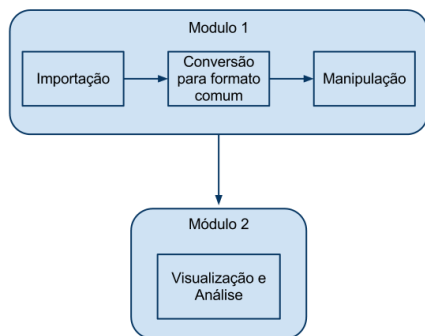 Modulo 1
Importação
Conversão
para formato
comum
Manipulação
Módulo 2
Visualização e
Análise